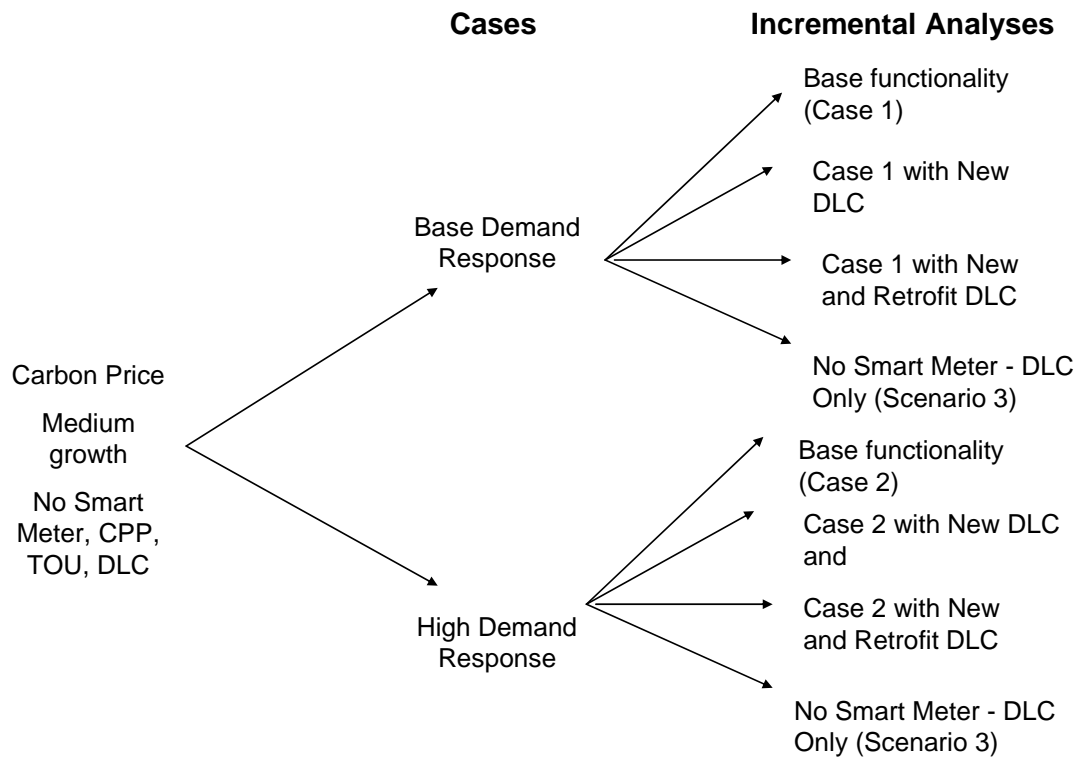 Cases
Incremental Analyses
Base functionality
(Case 1)
Case 1 with New
DLC
Base Demand
Response
Case 1 with New
and Retrofit DLC
No Smart Meter - DLC
Only (Scenario 3)
Carbon Price
Medium
growth
No Smart
Meter, CPP,
TOU, DLC
Base functionality
(Case 2)
Case 2 with New DLC
and
High Demand
Response
Case 2 with New
and Retrofit DLC
No Smart Meter - DLC
Only (Scenario 3)